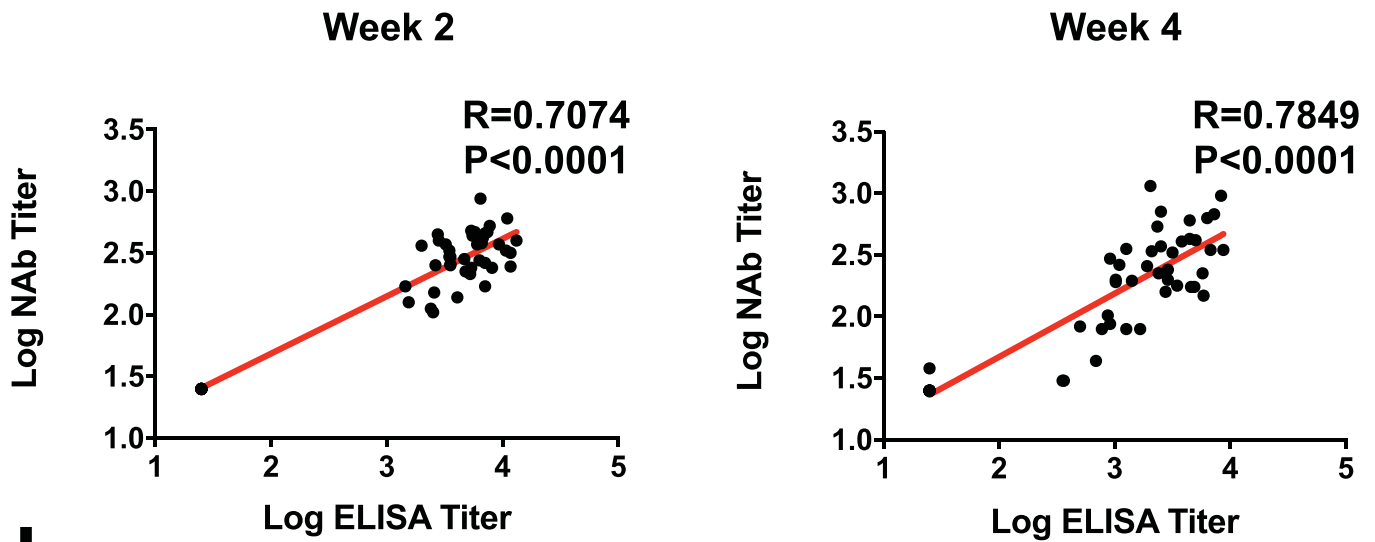 Week 2
R=0.7074
P<0.0001
Log NAb Titer
3.5
3.0
2.5
2.0
1.5
1.0
1 2 3 4 5
Log ELISA Titer
Week 4
R=0.7849
P<0.0001
Log NAb Titer
3.5
3.0
2.5
2.0
1.5
1.0
1 2 3 4 5
Log ELISA Titer